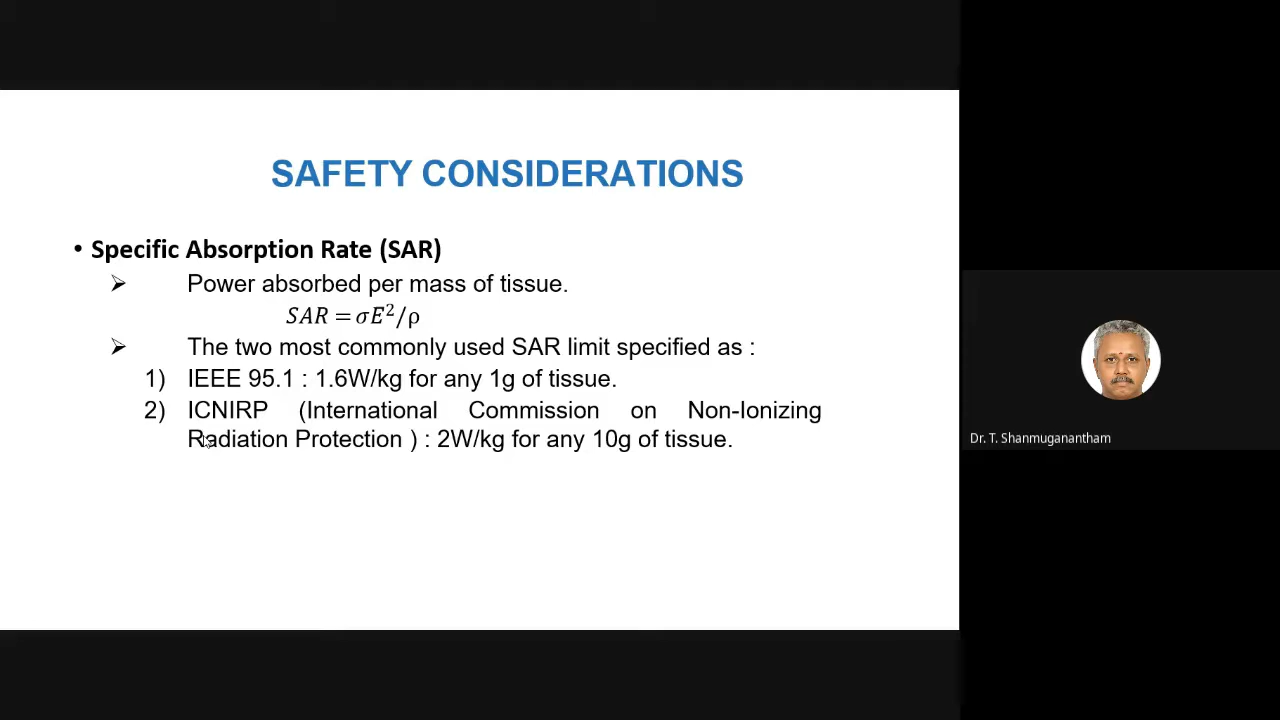 SAFETY CONSIDERATIONS
• Specific Absorption Rate (SAR)
➢ Power absorbed per mass of tissue.
SAR = σE²/ρ
➢ The two most commonly used SAR limit specified as :
1) IEEE 95.1 : 1.6W/kg for any 1g of tissue.
2) ICNIRP (International Commission on Non-Ionizing
Radiation Protection ) : 2W/kg for any 10g of tissue.
Dr. T. Shanmuganantham